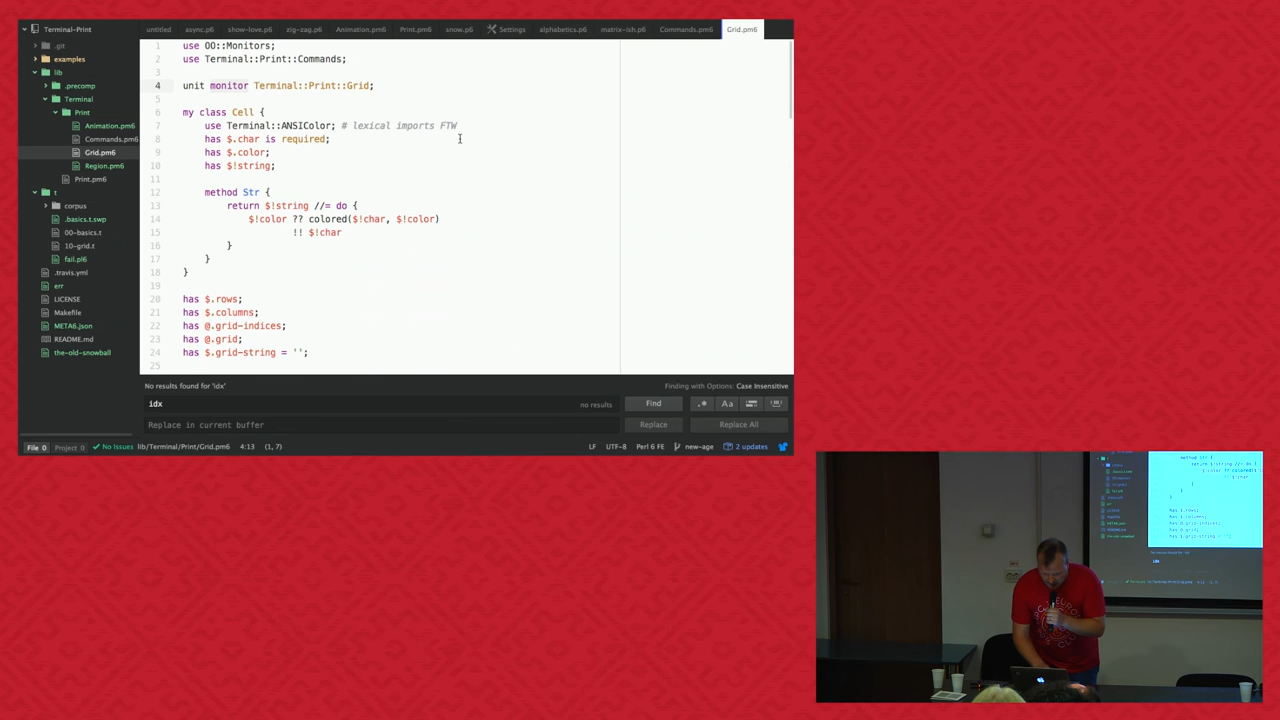 Terminal-Print
.git
examples
lib
.precomp
Terminal
Print
Animation.pm6
Commands.pm6
Grid.pm6
Region.pm6
Print.pm6
t
corpus
.basics.t.swp
00-basics.t
10-grid.t
fail.pl6
.travis.yml
err
LICENSE
Makefile
META6.json
README.md
the-old-snowball
untitled async.p6 show-love.p6 zig-zag.p6 Animation.pm6 Print.pm6 snow.p6 Settings alphabetics.p6 matrix-ish.p6 Commands.pm6 Grid.pm6
1 use OO::Monitors;
2 use Terminal::Print::Commands;
3
4 unit monitor Terminal::Print::Grid;
5
6 my class Cell {
7 use Terminal::ANSIColor; # lexical imports FTW
8 has $.char is required;
9 has $.color;
10 has $!string;
11
12 method Str {
13 return $!string //= do {
14 $!color ?? colored($!char, $!color)
15 !! $!char
16 }
17 }
18 }
19
20 has $.rows;
21 has $.columns;
22 has @.grid-indices;
23 has @.grid;
24 has $.grid-string = '';
25
No results found for 'idx' Finding with Options: Case Insensitive
idx no results Find .* Aa
Replace in current buffer Replace Replace All
File 0 Project 0 No Issues lib/Terminal/Print/Grid.pm6 4:13 (1, 7) LF UTF-8 Perl 6 FE new-age 2 updates